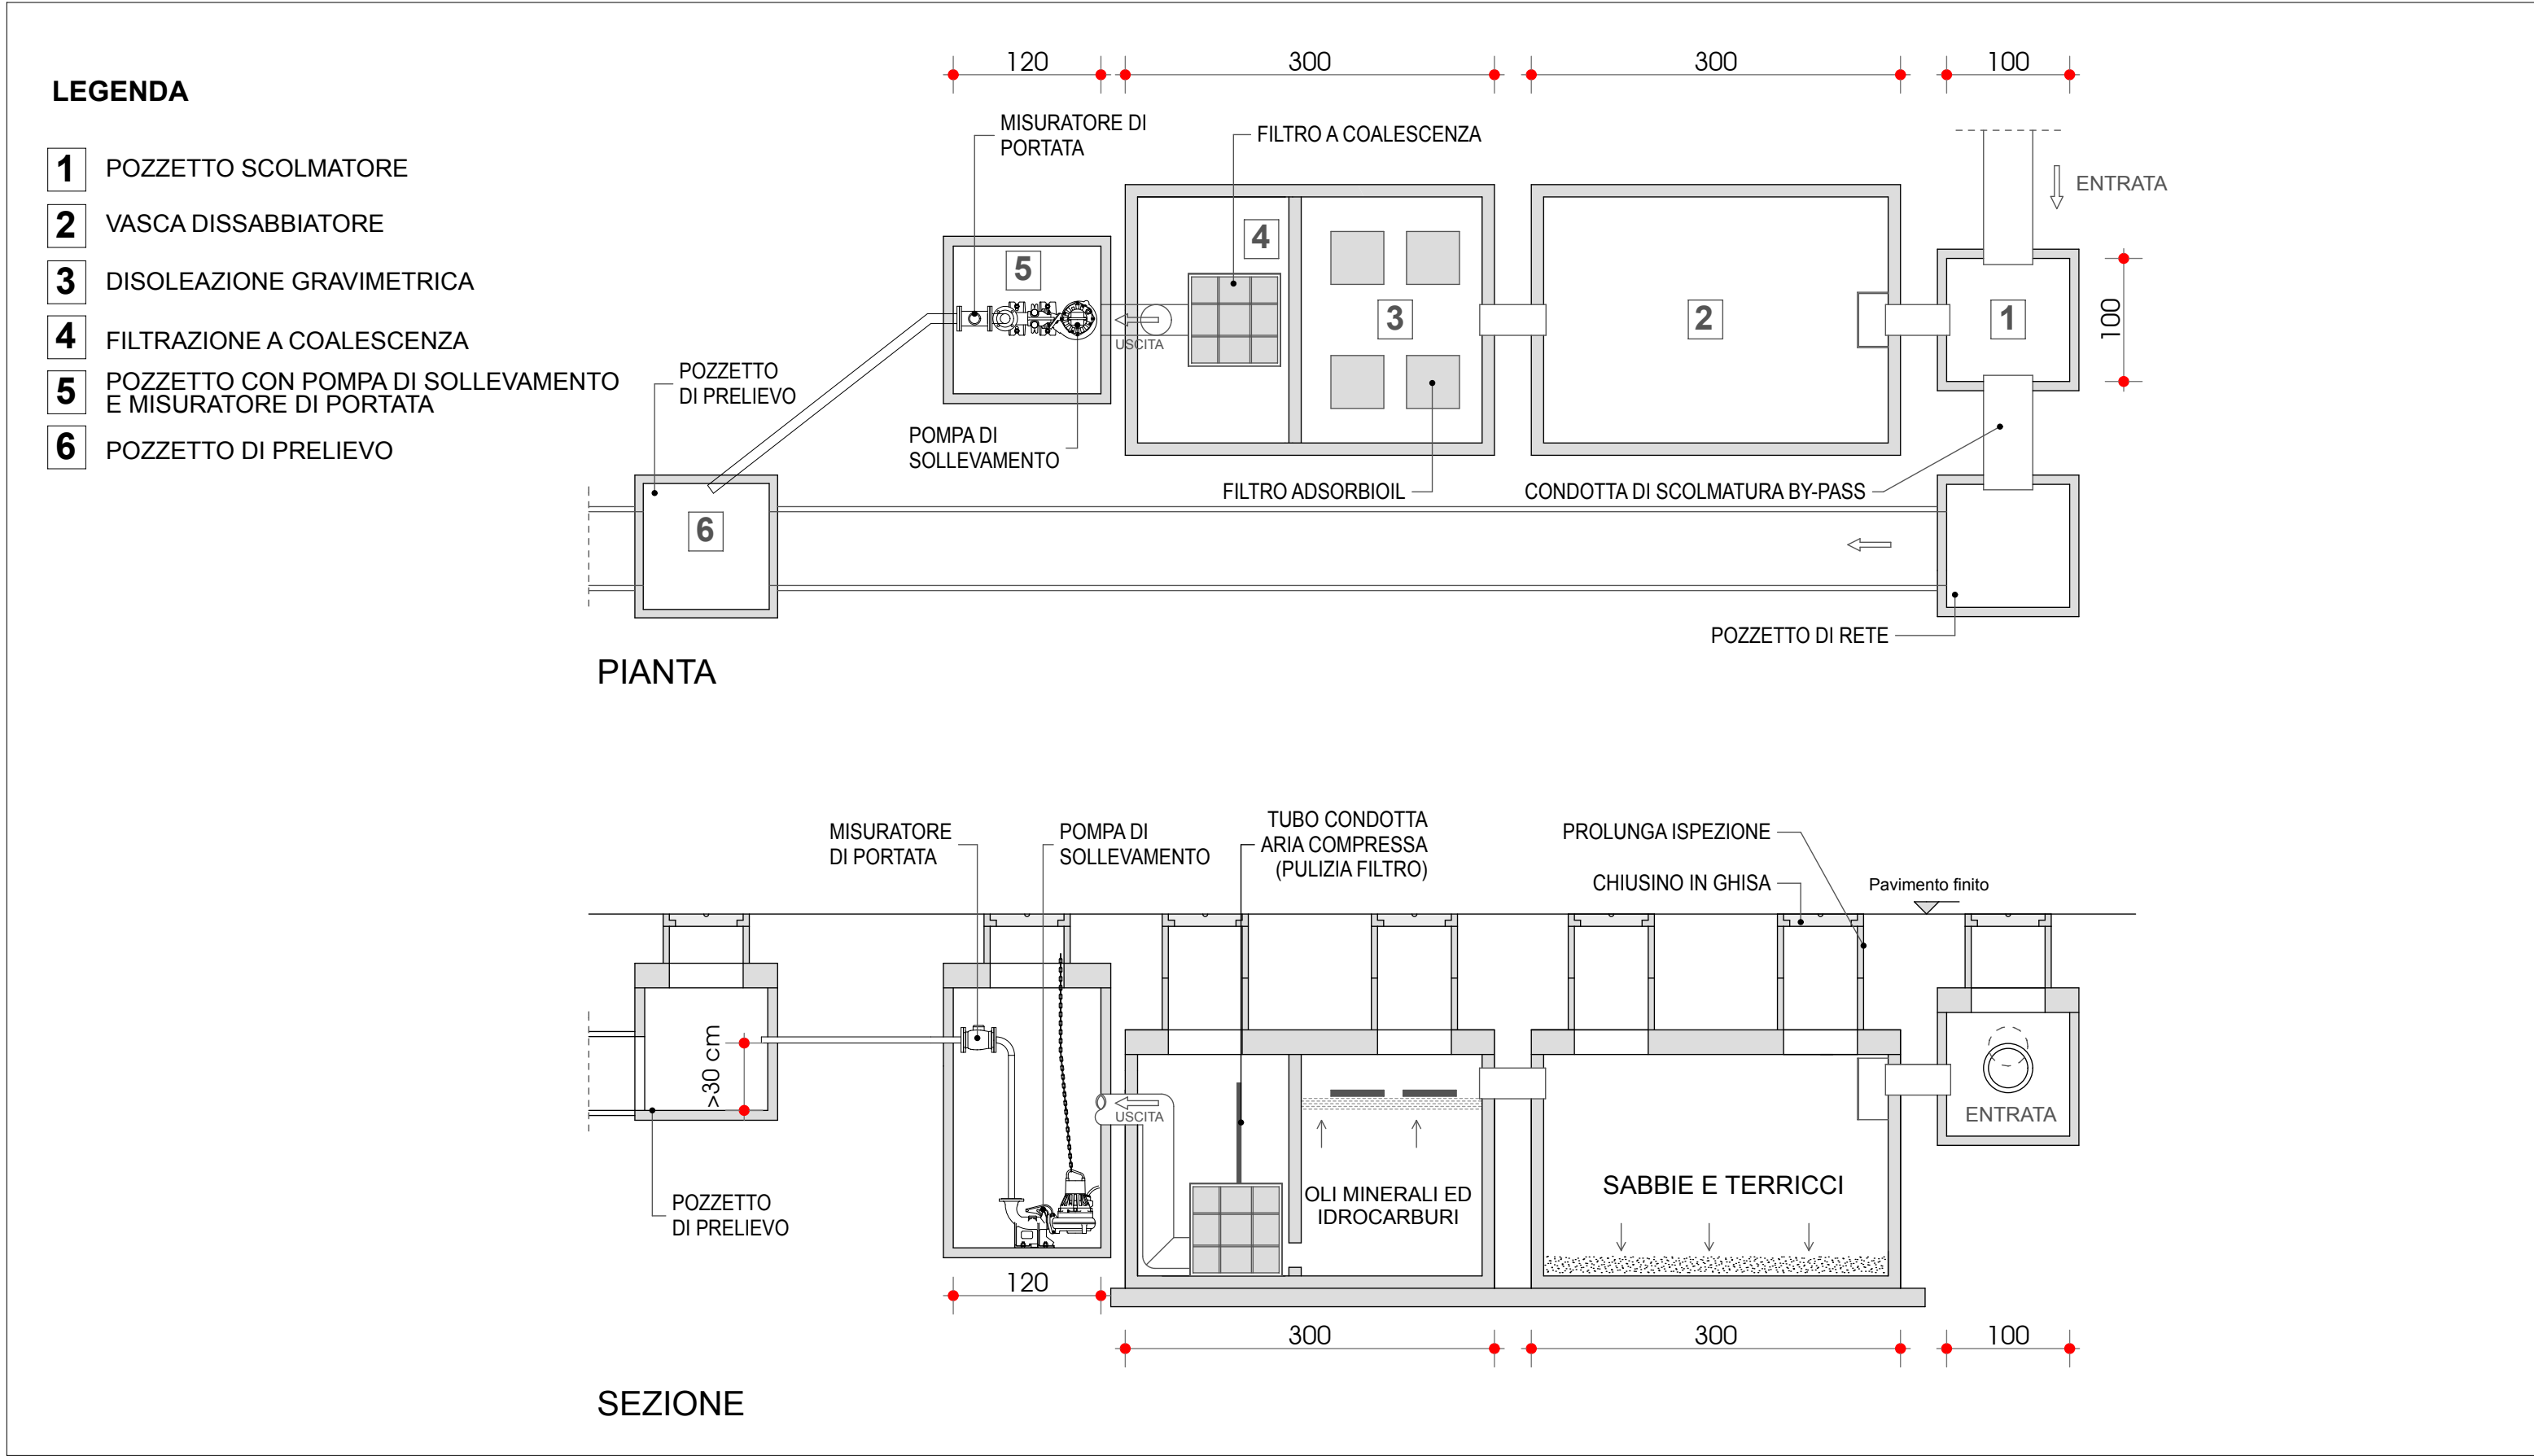 LEGENDA
1 POZZETTO SCOLMATORE
2 VASCA DISSABBIATORE
3 DISOLEAZIONE GRAVIMETRICA
4 FILTRAZIONE A COALESCENZA
5 POZZETTO CON POMPA DI SOLLEVAMENTO
E MISURATORE DI PORTATA
6 POZZETTO DI PRELIEVO
120
300
300
100
MISURATORE DI
PORTATA
FILTRO A COALESCENZA
ENTRATA
4
5
3
2
1
100
USCITA
POZZETTO
DI PRELIEVO
POMPA DI
SOLLEVAMENTO
FILTRO ADSORBIOIL
CONDOTTA DI SCOLMATURA BY-PASS
6
POZZETTO DI RETE
PIANTA
MISURATORE
DI PORTATA
POMPA DI
SOLLEVAMENTO
TUBO CONDOTTA
ARIA COMPRESSA
(PULIZIA FILTRO)
PROLUNGA ISPEZIONE
CHIUSINO IN GHISA
Pavimento finito
>30 cm
USCITA
ENTRATA
POZZETTO
DI PRELIEVO
OLI MINERALI ED
IDROCARBURI
SABBIE E TERRICCI
120
300
300
100
SEZIONE